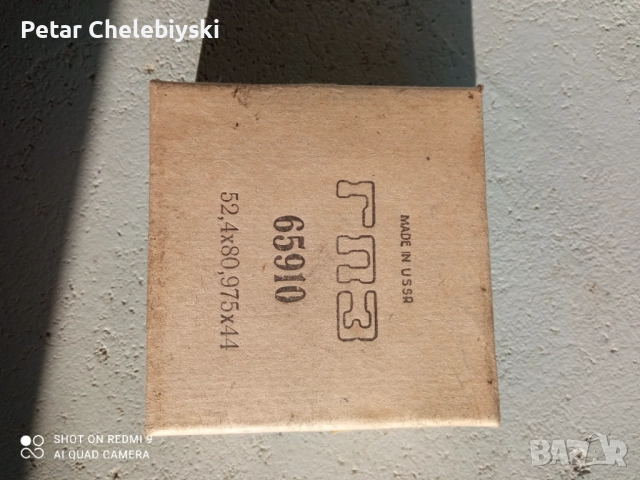 Petar Chelebiyski
MADE IN USSR
ГПЗ
65910
52,4x80,975x44
SHOT ON REDMI 9
AI QUAD CAMERA
BAZAR